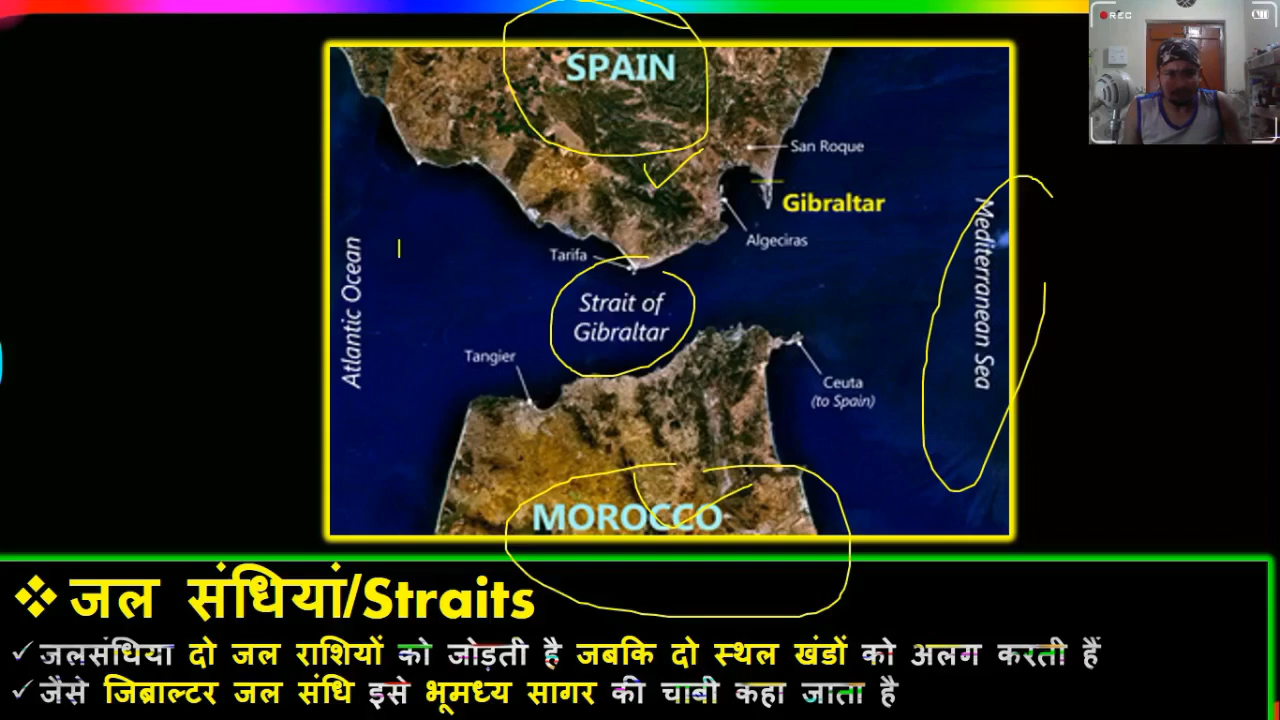 REC
SPAIN
San Roque
Gibraltar
Algeciras
Tarifa
Strait of
Gibraltar
Atlantic Ocean
Mediterranean Sea
Tangier
Ceuta
(to Spain)
MOROCCO
❖ जल संधियां/Straits
✓ जलसंधिया दो जल राशियों को जोड़ती है जबकि दो स्थल खंडों को अलग करती हैं
✓ जैसे जिब्राल्टर जल संधि इसे भूमध्य सागर की चाबी कहा जाता है